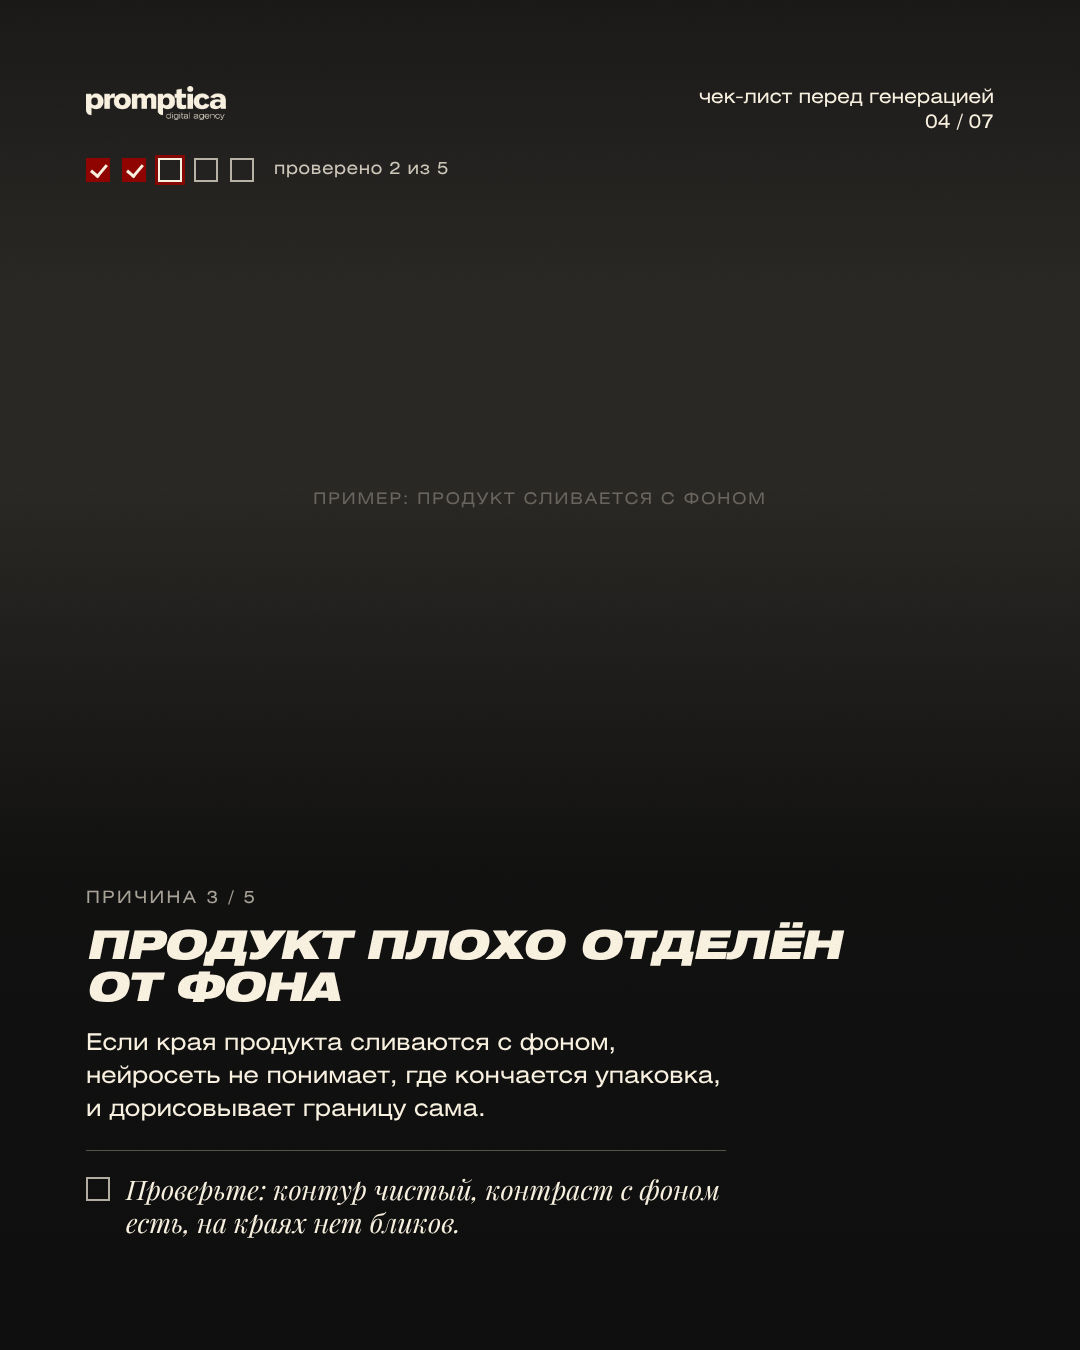 promptica
digital agency
чек-лист перед генерацией
04 / 07
проверено 2 из 5
ПРИМЕР: ПРОДУКТ СЛИВАЕТСЯ С ФОНОМ
ПРИЧИНА 3 / 5
ПРОДУКТ ПЛОХО ОТДЕЛЁН
ОТ ФОНА
Если края продукта сливаются с фоном,
нейросеть не понимает, где кончается упаковка,
и дорисовывает границу сама.
Проверьте: контур чистый, контраст с фоном
есть, на краях нет бликов.